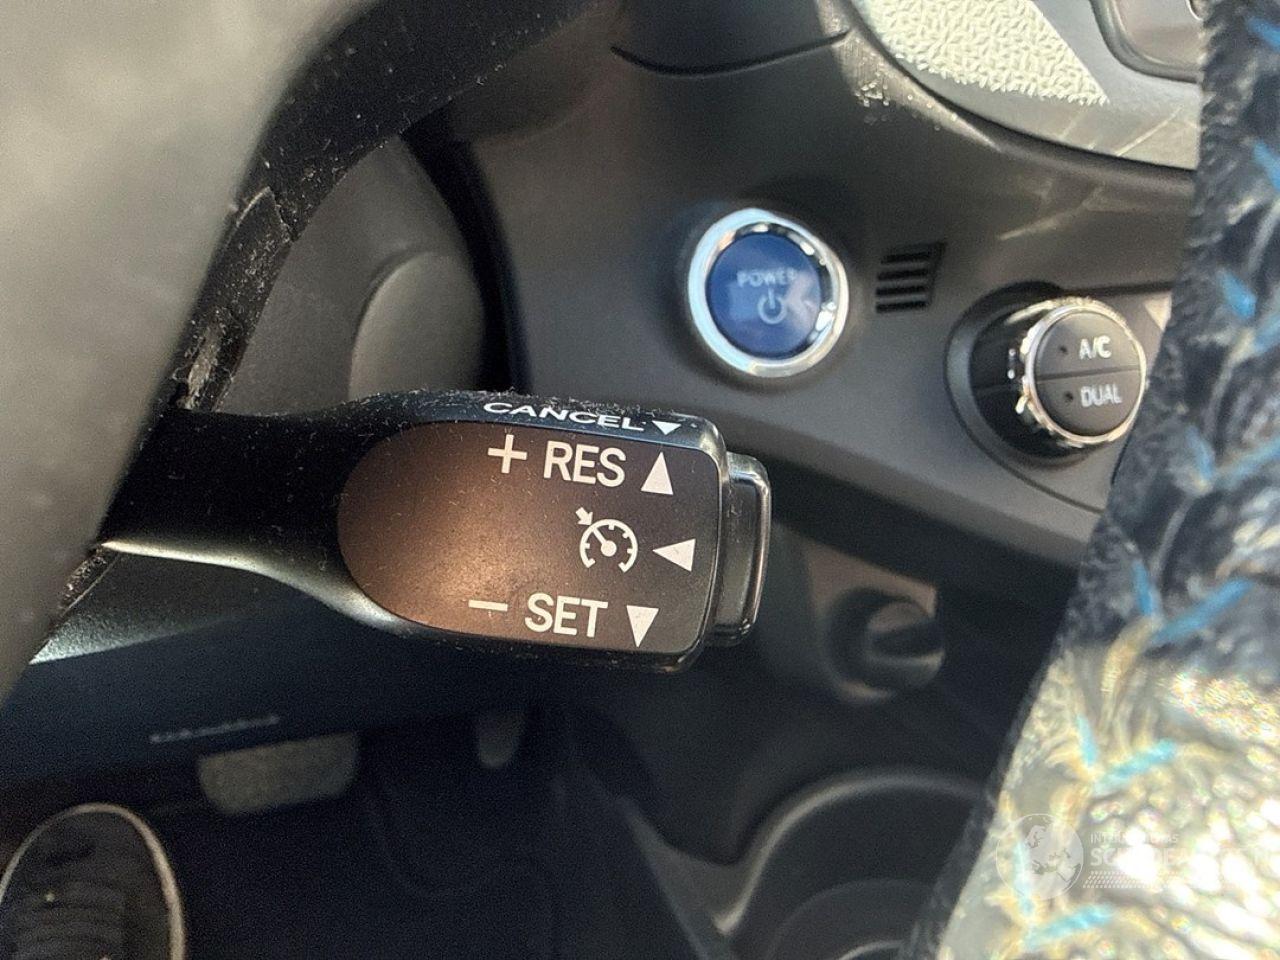 POWER
A/C
DUAL
CANCEL▼
+ RES ▲
◀
− SET ▼